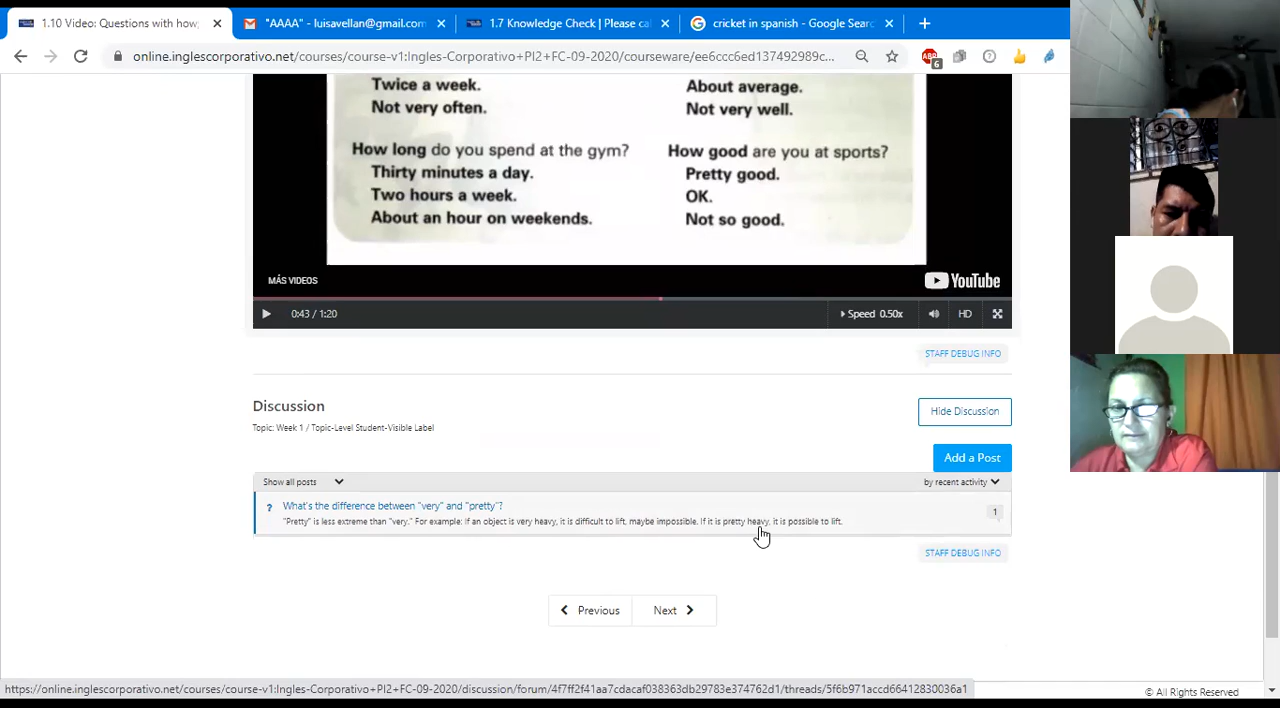 1.10 Video: Questions with how;
"AAAA" - luisavellan@gmail.com
1.7 Knowledge Check | Please ca
cricket in spanish - Google Searc
online.inglescorporativo.net/courses/course-v1:Ingles-Corporativo+PI2+FC-09-2020/courseware/ee6ccc6ed137492989c...
6
Twice a week.
About average.
Not very often.
Not very well.
How long do you spend at the gym?
How good are you at sports?
Thirty minutes a day.
Pretty good.
Two hours a week.
OK.
About an hour on weekends.
Not so good.
MÁS VIDEOS
YouTube
0:43 / 1:20
Speed 0.50x
HD
STAFF DEBUG INFO
Discussion
Hide Discussion
Topic: Week 1 / Topic-Level Student-Visible Label
Add a Post
Show all posts
by recent activity
? What's the difference between "very" and "pretty"?
1
"Pretty" is less extreme than "very." For example: If an object is very heavy, it is difficult to lift, maybe impossible. If it is pretty heavy, it is possible to lift.
STAFF DEBUG INFO
Previous
Next
https://online.inglescorporativo.net/courses/course-v1:Ingles-Corporativo+PI2+FC-09-2020/discussion/forum/4f7ff2f41aa7cdacaf038363db29783e374762d1/threads/5f6b971accd66412830036a1
© All Rights Reserved